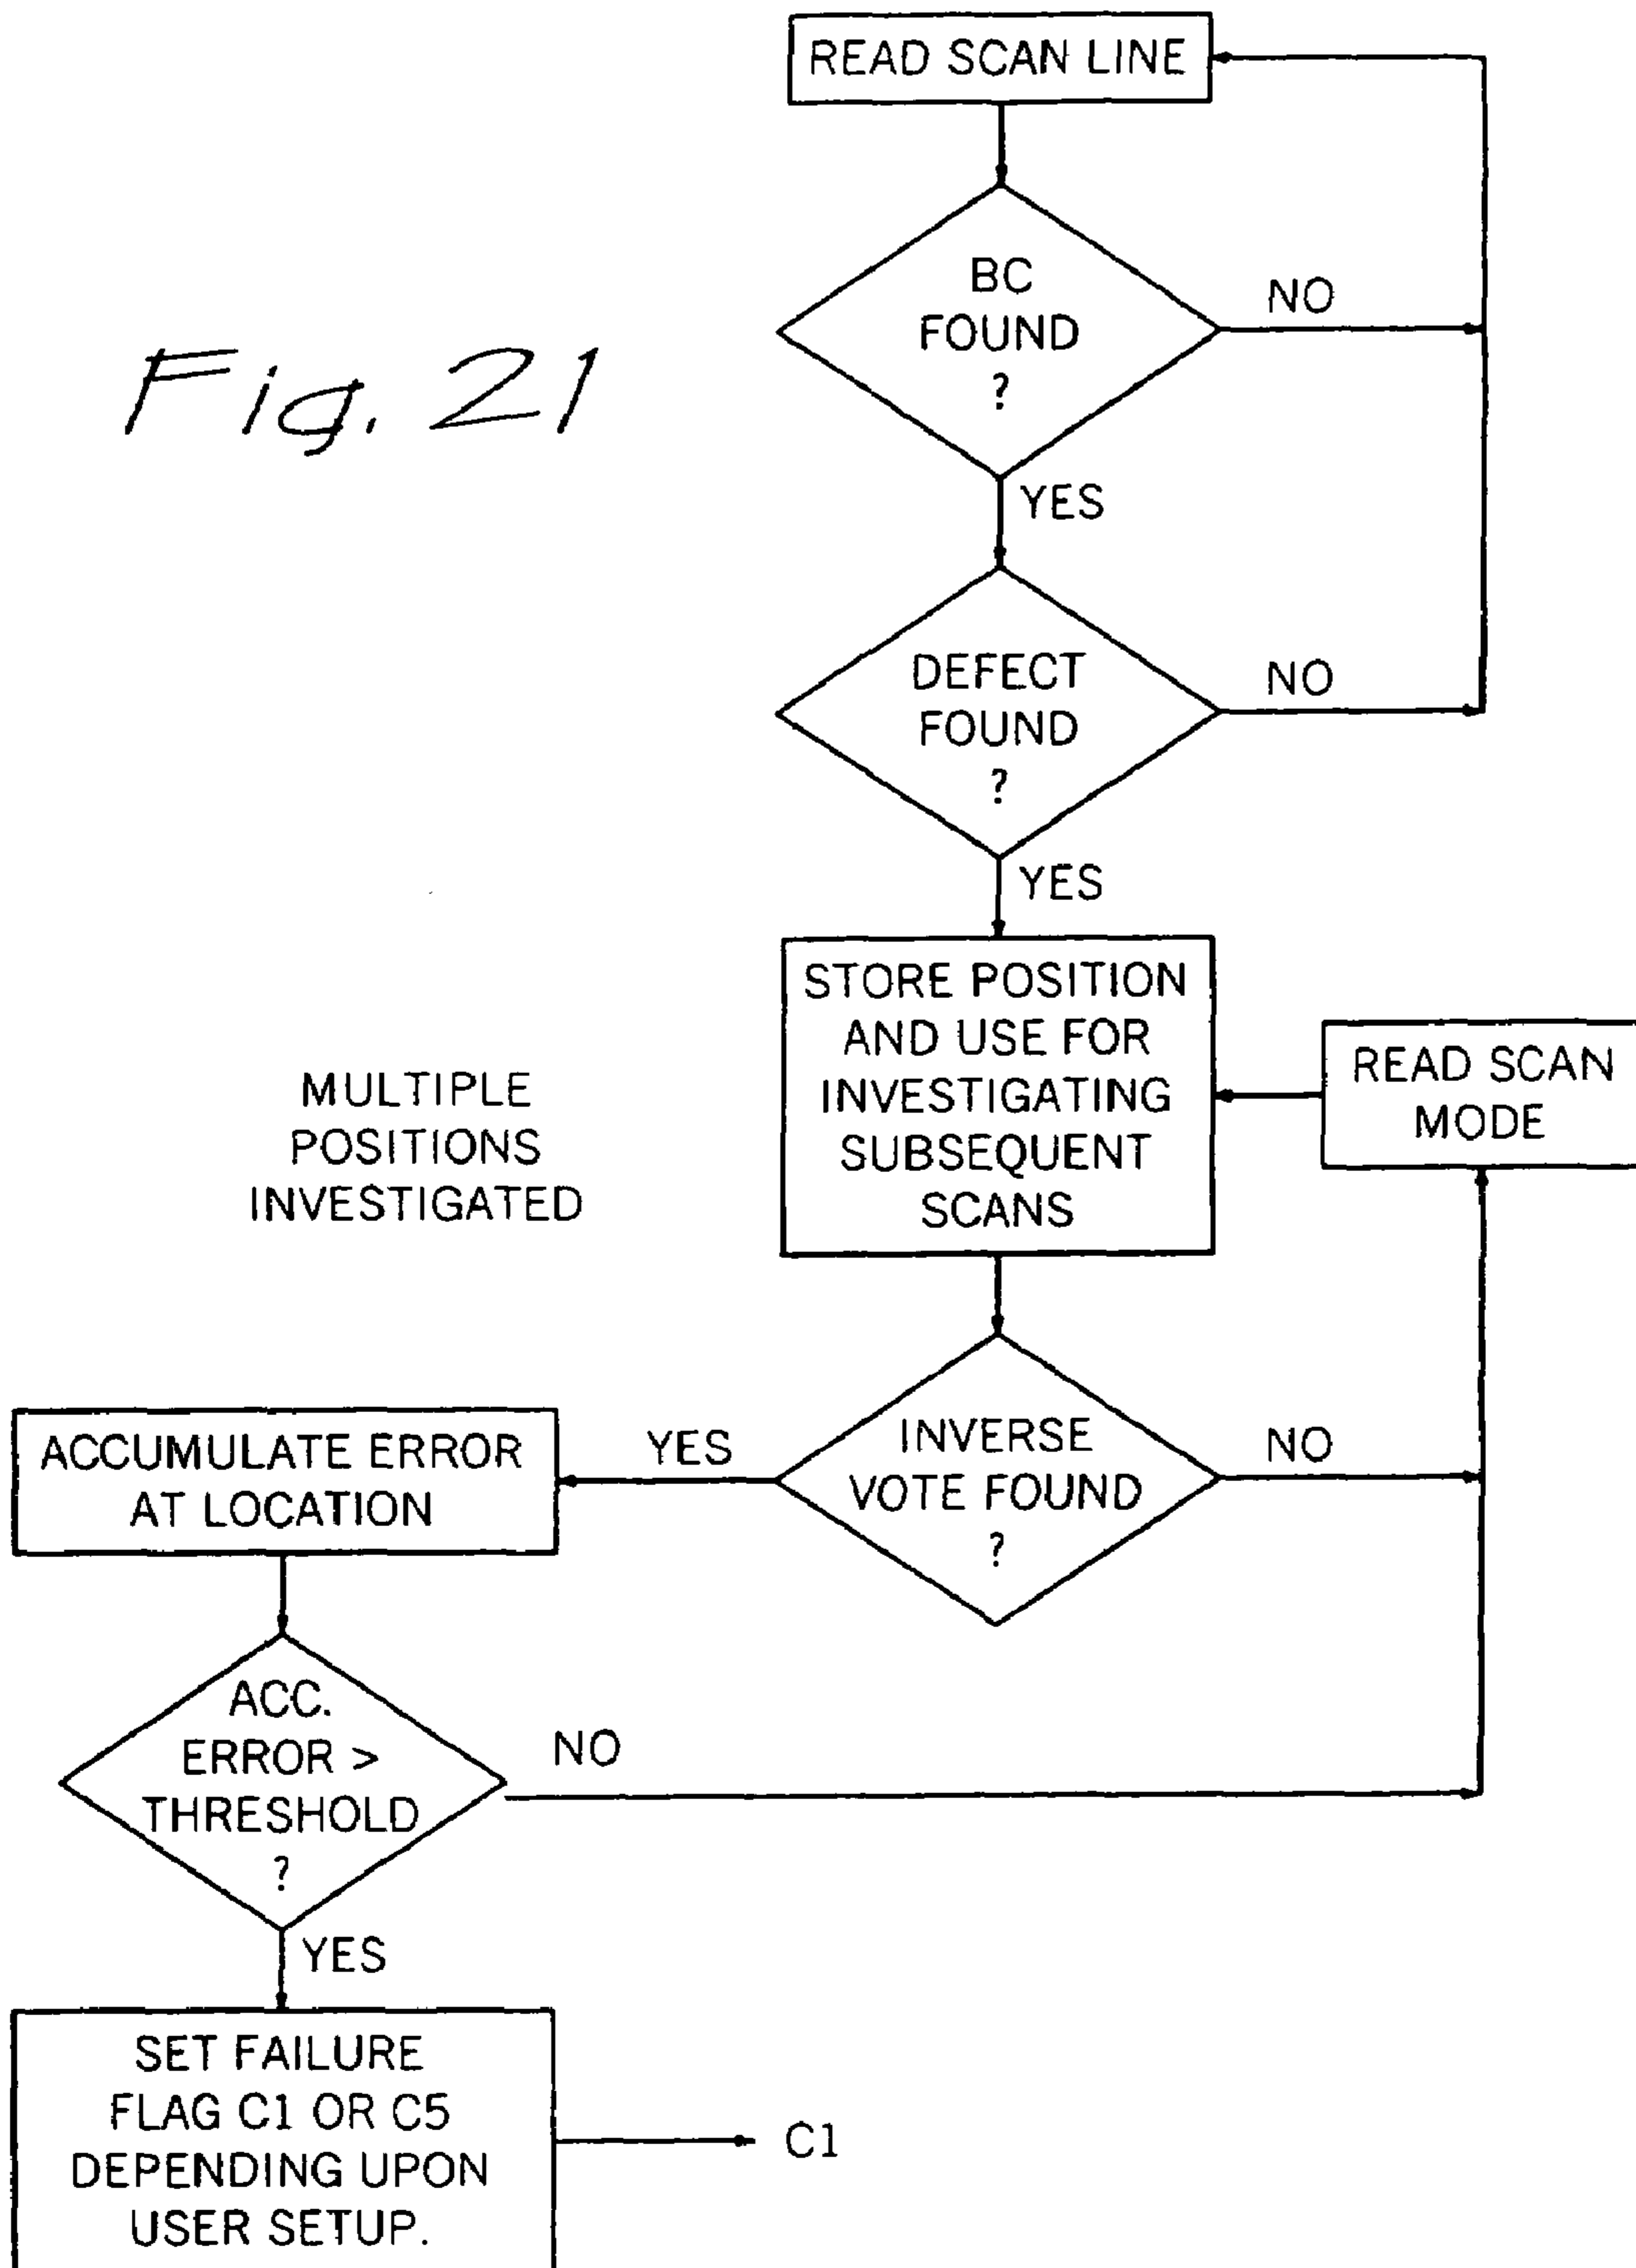 READ SCAN LINE
BC
FOUND
?
NO
YES
Fig. 21
DEFECT
FOUND
?
NO
YES
STORE POSITION
AND USE FOR
INVESTIGATING
SUBSEQUENT
SCANS
READ SCAN
MODE
MULTIPLE
POSITIONS
INVESTIGATED
INVERSE
VOTE FOUND
?
NO
YES
ACCUMULATE ERROR
AT LOCATION
ACC.
ERROR >
THRESHOLD
?
NO
YES
SET FAILURE
FLAG C1 OR C5
DEPENDING UPON
USER SETUP.
C1